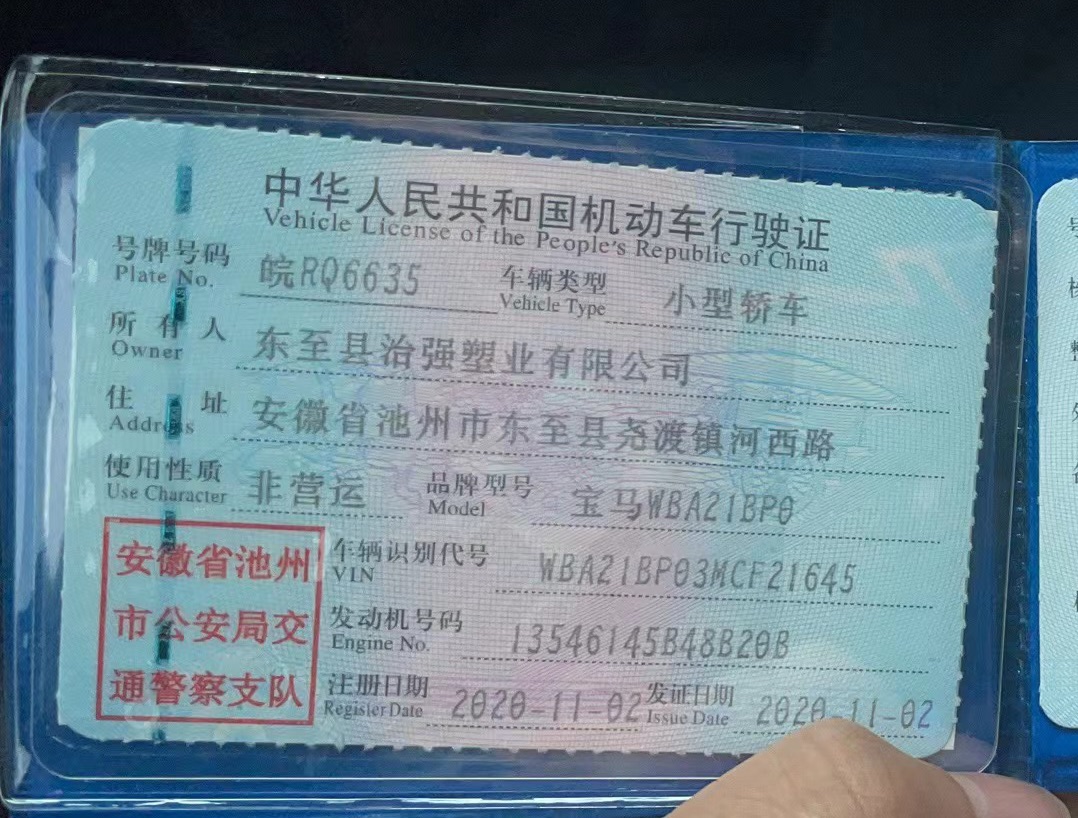 中华人民共和国机动车行驶证
Vehicle License of the People's Republic of China
号牌号码 皖RQ6635 车辆类型 小型轿车
Plate No. Vehicle Type
所有人 东至县治强塑业有限公司
Owner
住址 安徽省池州市东至县尧渡镇河西路
Address
使用性质 非营运 品牌型号 宝马WBA21BP0
Use Character Model
安徽省池州
市公安局交
通警察支队
车辆识别代号 WBA21BP03MCF21645
VIN
发动机号码 13546145B48B20B
Engine No.
注册日期 2020-11-02 发证日期 2020-11-02
Register Date Issue Date